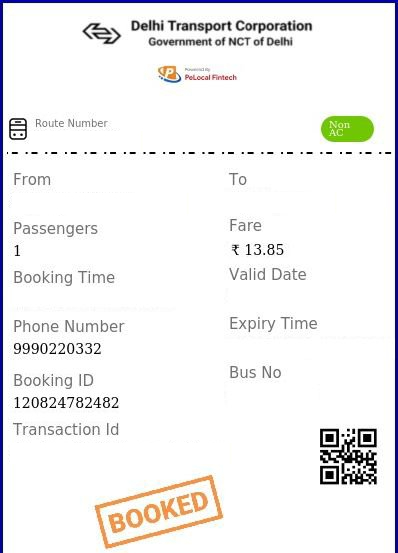 Delhi Transport Corporation
Government of NCT of Delhi
Powered By
PeLocal Fintech
Route Number
Non AC
From
To
Passengers
1
Fare
₹ 13.85
Booking Time
Valid Date
Phone Number
9990220332
Expiry Time
Booking ID
120824782482
Bus No
Transaction Id
BOOKED